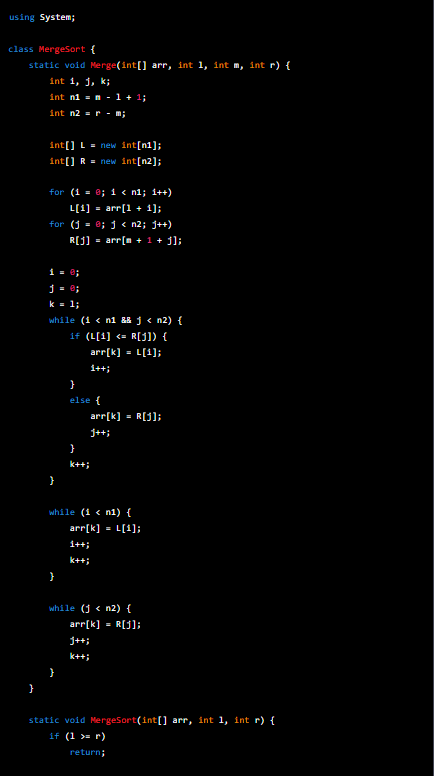 using System;

class MergeSort {
    static void Merge(int[] arr, int l, int m, int r) {
        int i, j, k;
        int n1 = m - l + 1;
        int n2 = r - m;

        int[] L = new int[n1];
        int[] R = new int[n2];

        for (i = 0; i < n1; i++)
            L[i] = arr[l + i];
        for (j = 0; j < n2; j++)
            R[j] = arr[m + 1 + j];

        i = 0;
        j = 0;
        k = l;
        while (i < n1 && j < n2) {
            if (L[i] <= R[j]) {
                arr[k] = L[i];
                i++;
            }
            else {
                arr[k] = R[j];
                j++;
            }
            k++;
        }

        while (i < n1) {
            arr[k] = L[i];
            i++;
            k++;
        }

        while (j < n2) {
            arr[k] = R[j];
            j++;
            k++;
        }
    }

    static void MergeSort(int[] arr, int l, int r) {
        if (l >= r)
            return;